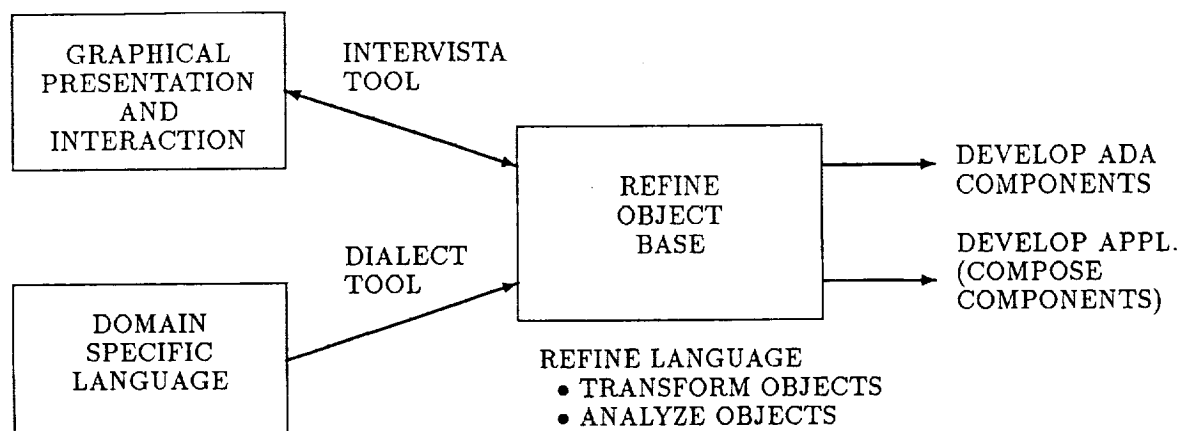 GRAPHICAL
PRESENTATION
AND
INTERACTION
INTERVISTA
TOOL
REFINE
OBJECT
BASE
DEVELOP ADA
COMPONENTS
DEVELOP APPL.
(COMPOSE
COMPONENTS)
DIALECT
TOOL
DOMAIN
SPECIFIC
LANGUAGE
REFINE LANGUAGE
• TRANSFORM OBJECTS
• ANALYZE OBJECTS